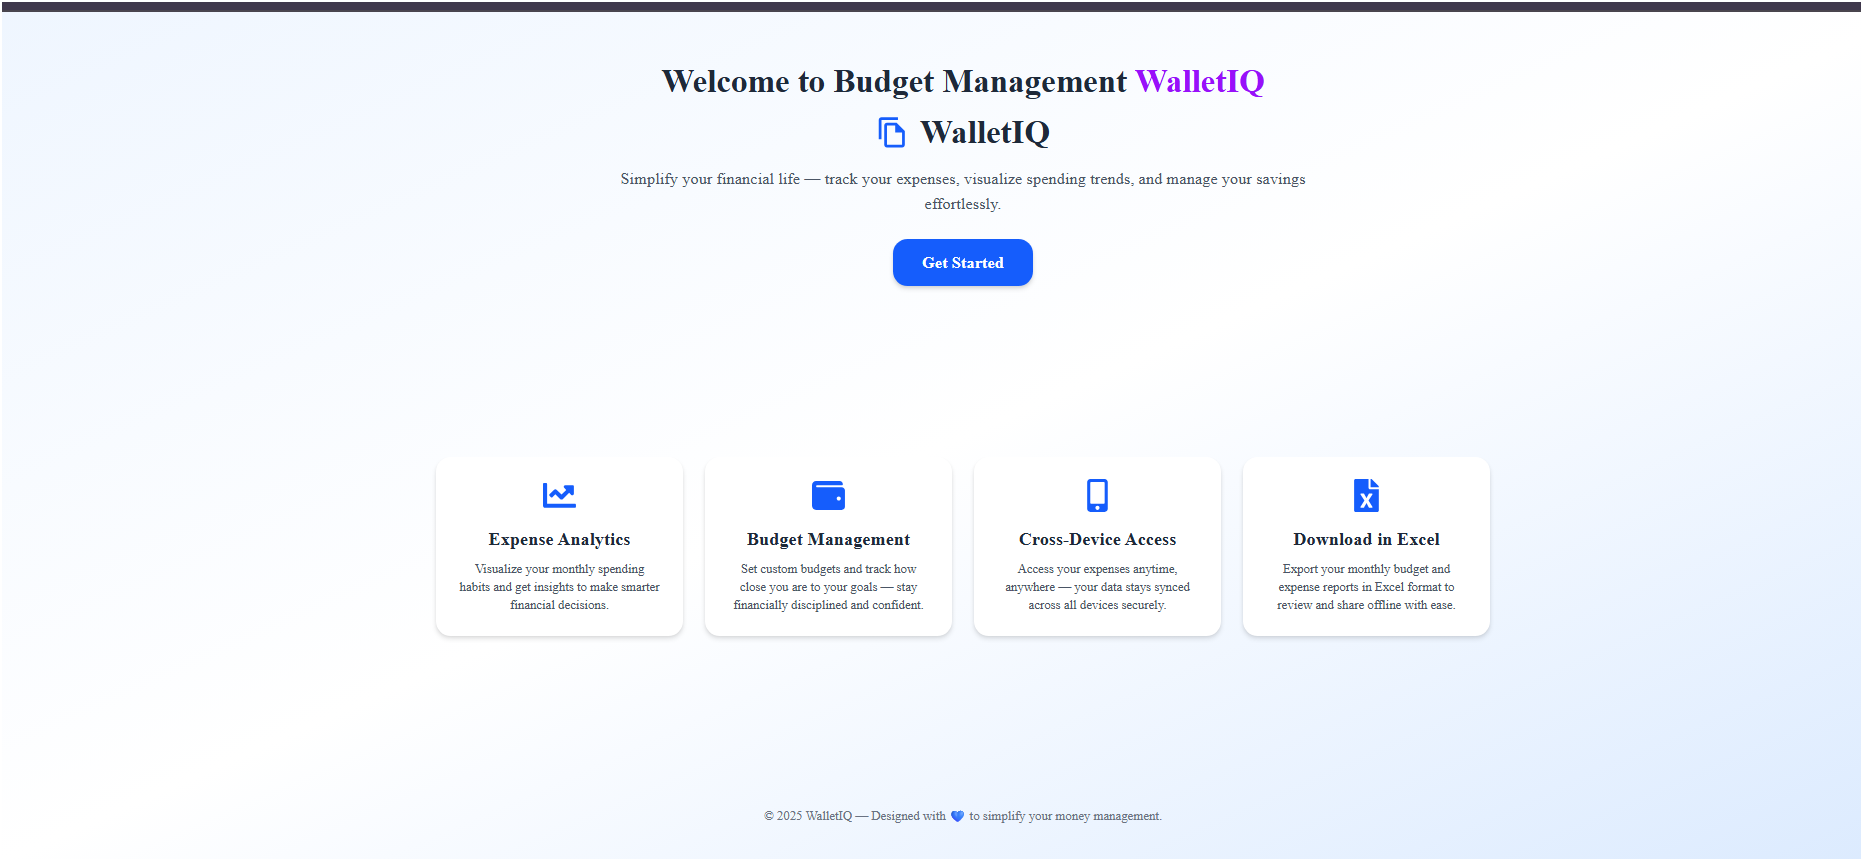 Welcome to Budget Management WalletIQ
WalletIQ
Simplify your financial life — track your expenses, visualize spending trends, and manage your savings
effortlessly.
Get Started
Expense Analytics
Visualize your monthly spending
habits and get insights to make smarter
financial decisions.
Budget Management
Set custom budgets and track how
close you are to your goals — stay
financially disciplined and confident.
Cross-Device Access
Access your expenses anytime,
anywhere — your data stays synced
across all devices securely.
Download in Excel
Export your monthly budget and
expense reports in Excel format to
review and share offline with ease.
© 2025 WalletIQ — Designed with 💙 to simplify your money management.